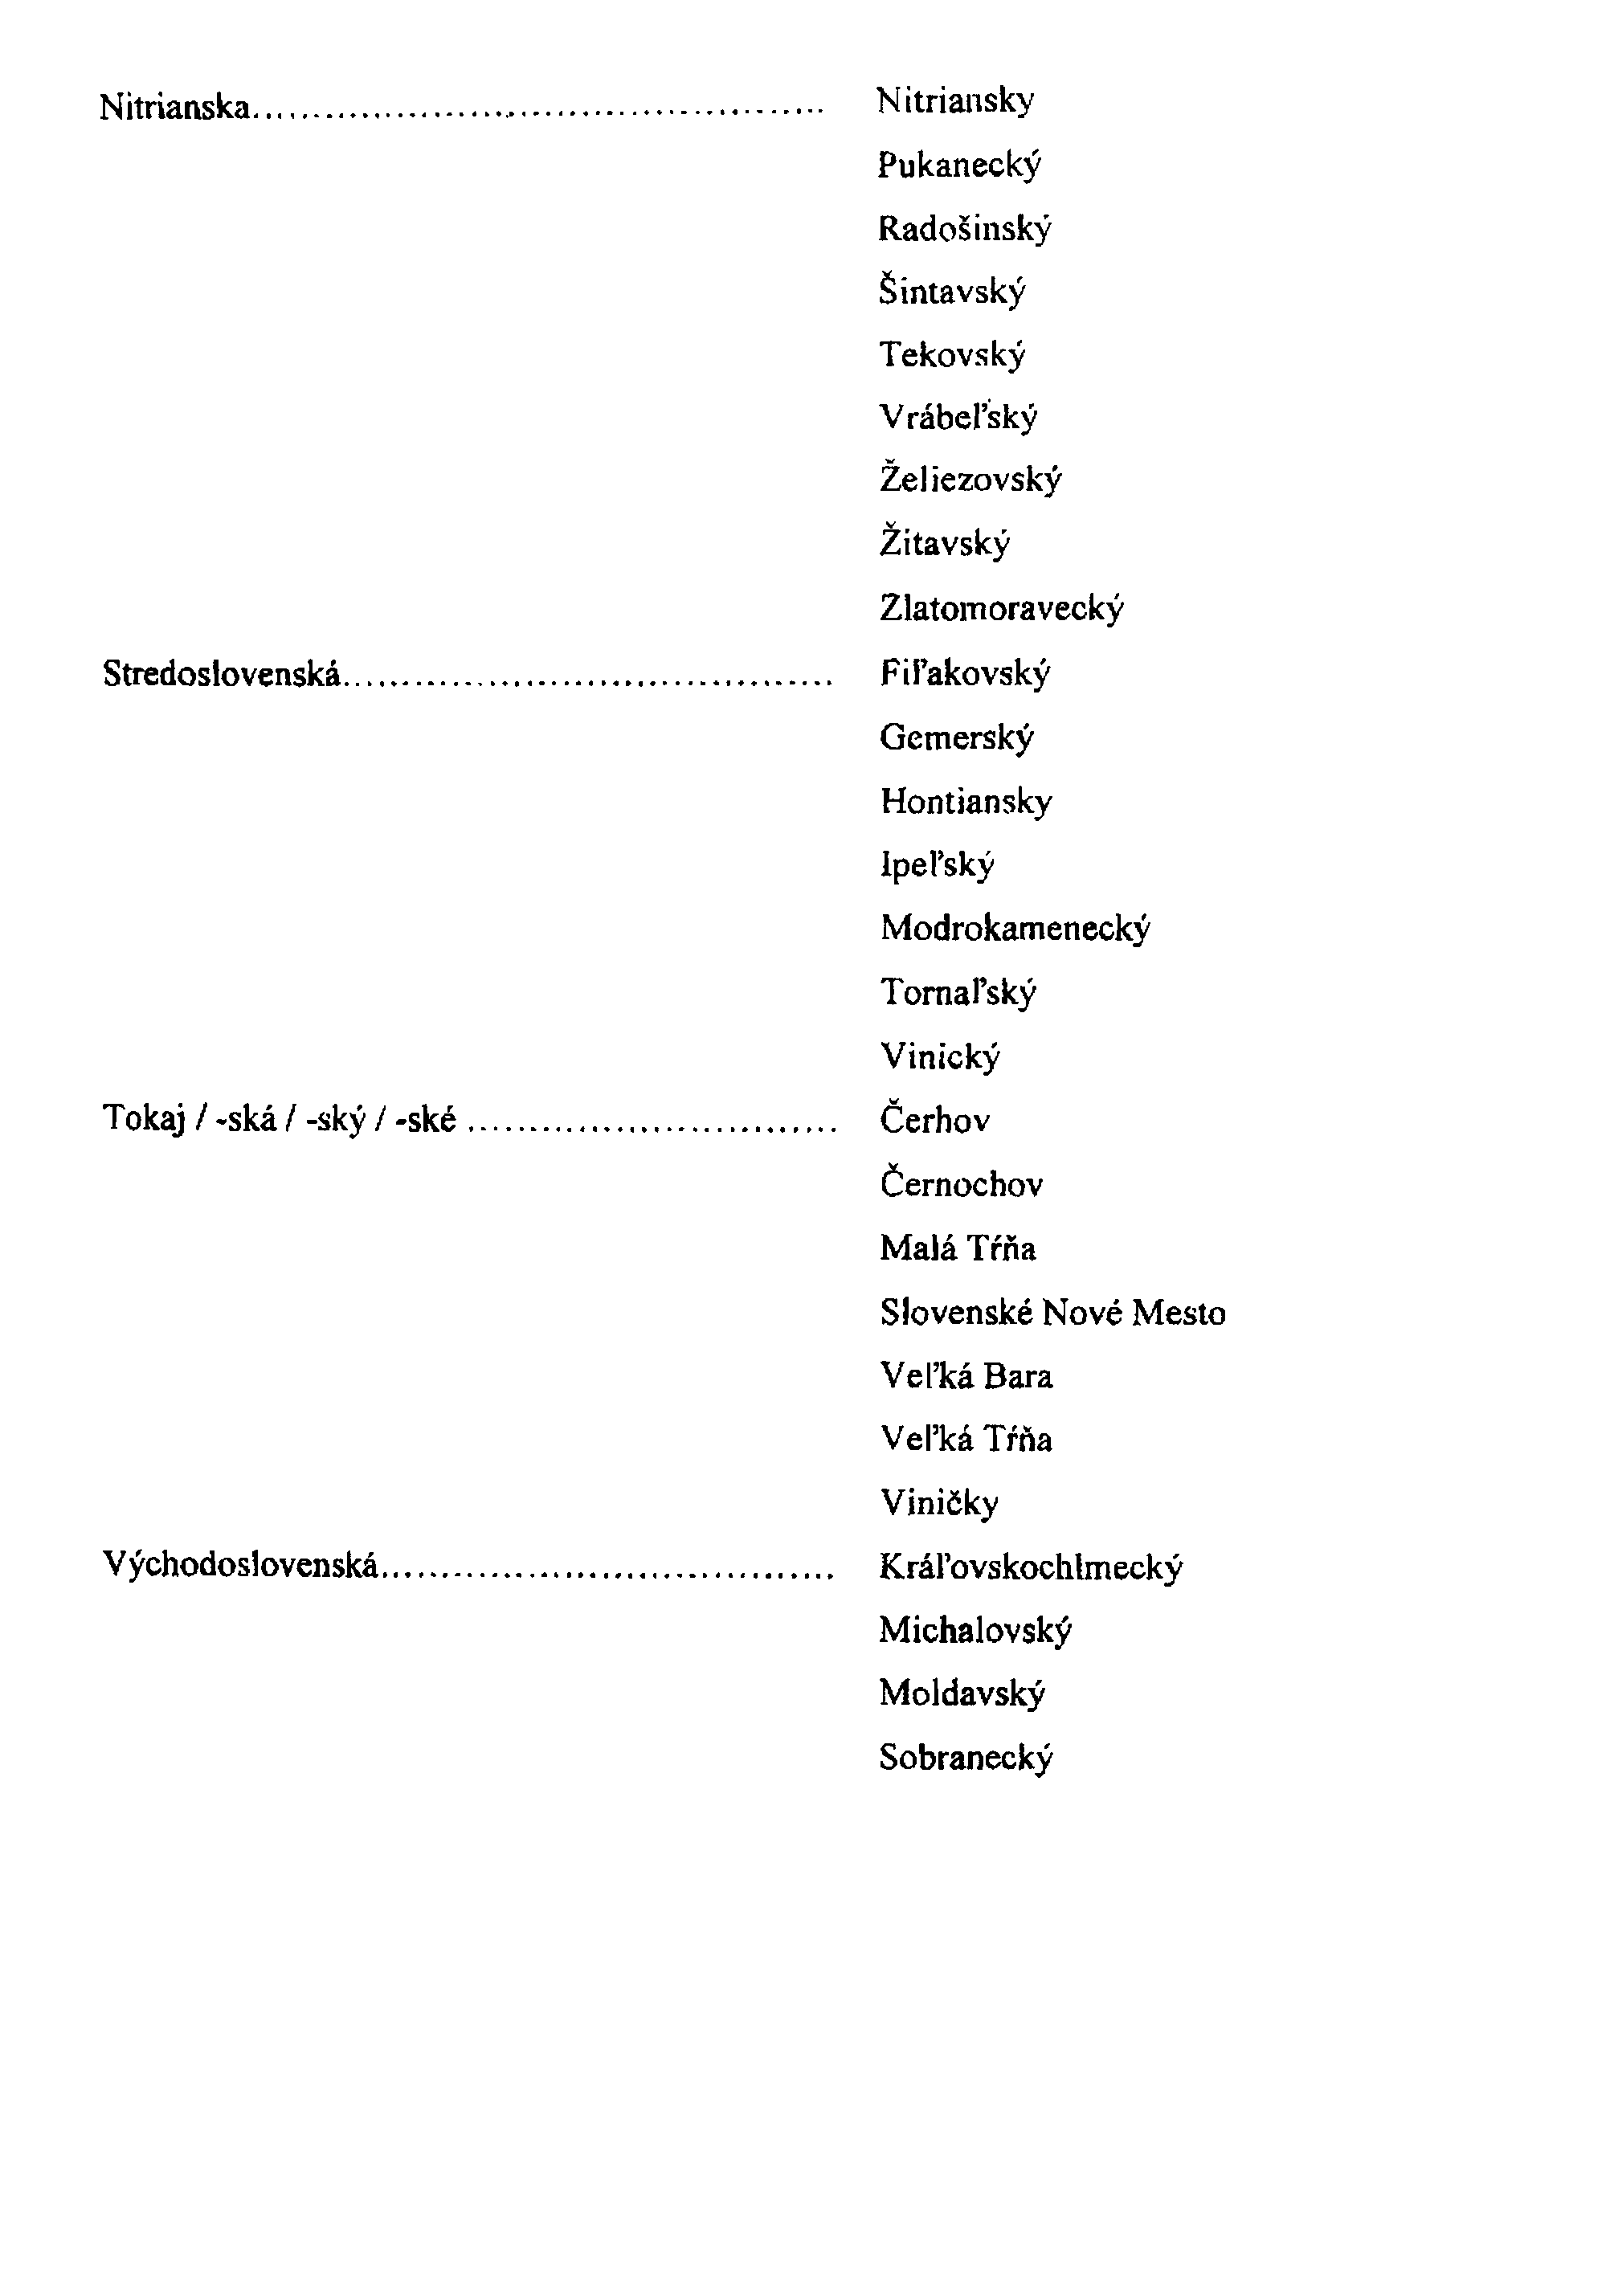 Nitrianska................................................ Nitriansky
Pukanecký
Radošinský
Šintavský
Tekovský
Vrábeľský
Želiezovský
Žitavský
Zlatomoravecký
Stredoslovenská......................................... Fiľakovský
Gemerský
Hontiansky
Ipeľský
Modrokamenecký
Tornaľský
Vinický
Tokaj / -ská / -ský / -ské .............................. Čerhov
Černochov
Malá Tŕňa
Slovenské Nové Mesto
Veľká Bara
Veľká Tŕňa
Viničky
Východoslovenská...................................... Kráľovskochlmecký
Michalovský
Moldavský
Sobranecký